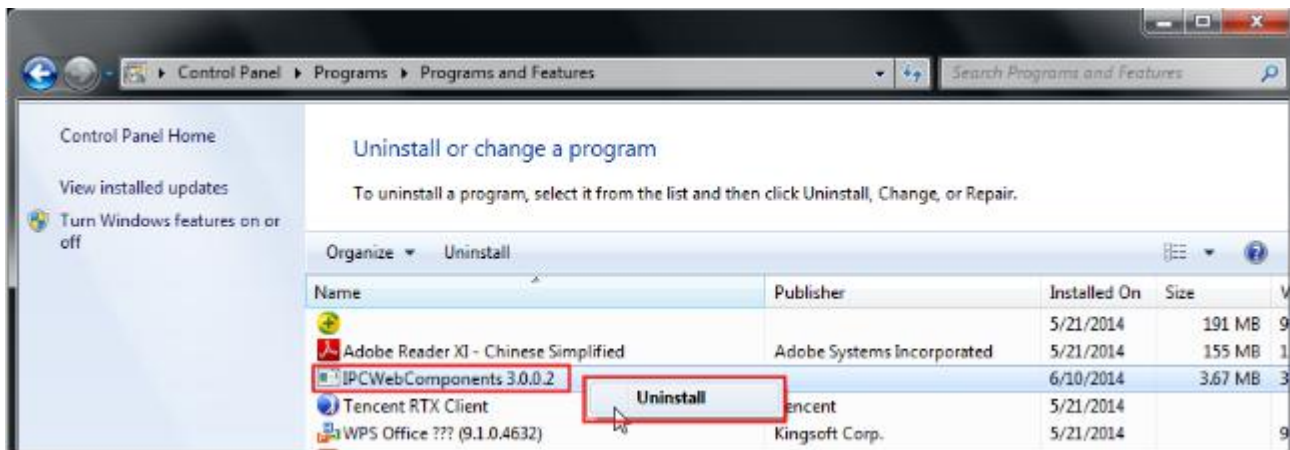 Control Panel ▸ Programs ▸ Programs and Features
Search Programs and Features
Control Panel Home
View installed updates
Turn Windows features on or
off
Uninstall or change a program
To uninstall a program, select it from the list and then click Uninstall, Change, or Repair.
Organize Uninstall
Name Publisher Installed On Size
5/21/2014 191 MB 9
Adobe Reader XI - Chinese Simplified Adobe Systems Incorporated 5/21/2014 155 MB 1
IPCWebComponents 3.0.0.2 6/10/2014 3.67 MB 3
Uninstall
Tencent RTX Client encent 5/21/2014
WPS Office ??? (9.1.0.4632) Kingsoft Corp. 5/21/2014 9